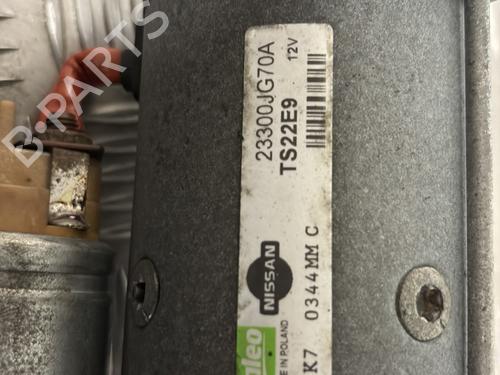 23300JG70A
12V
TS22E9
NISSAN
K7 0344MM C
Valeo
MADE IN POLAND
B-PARTS